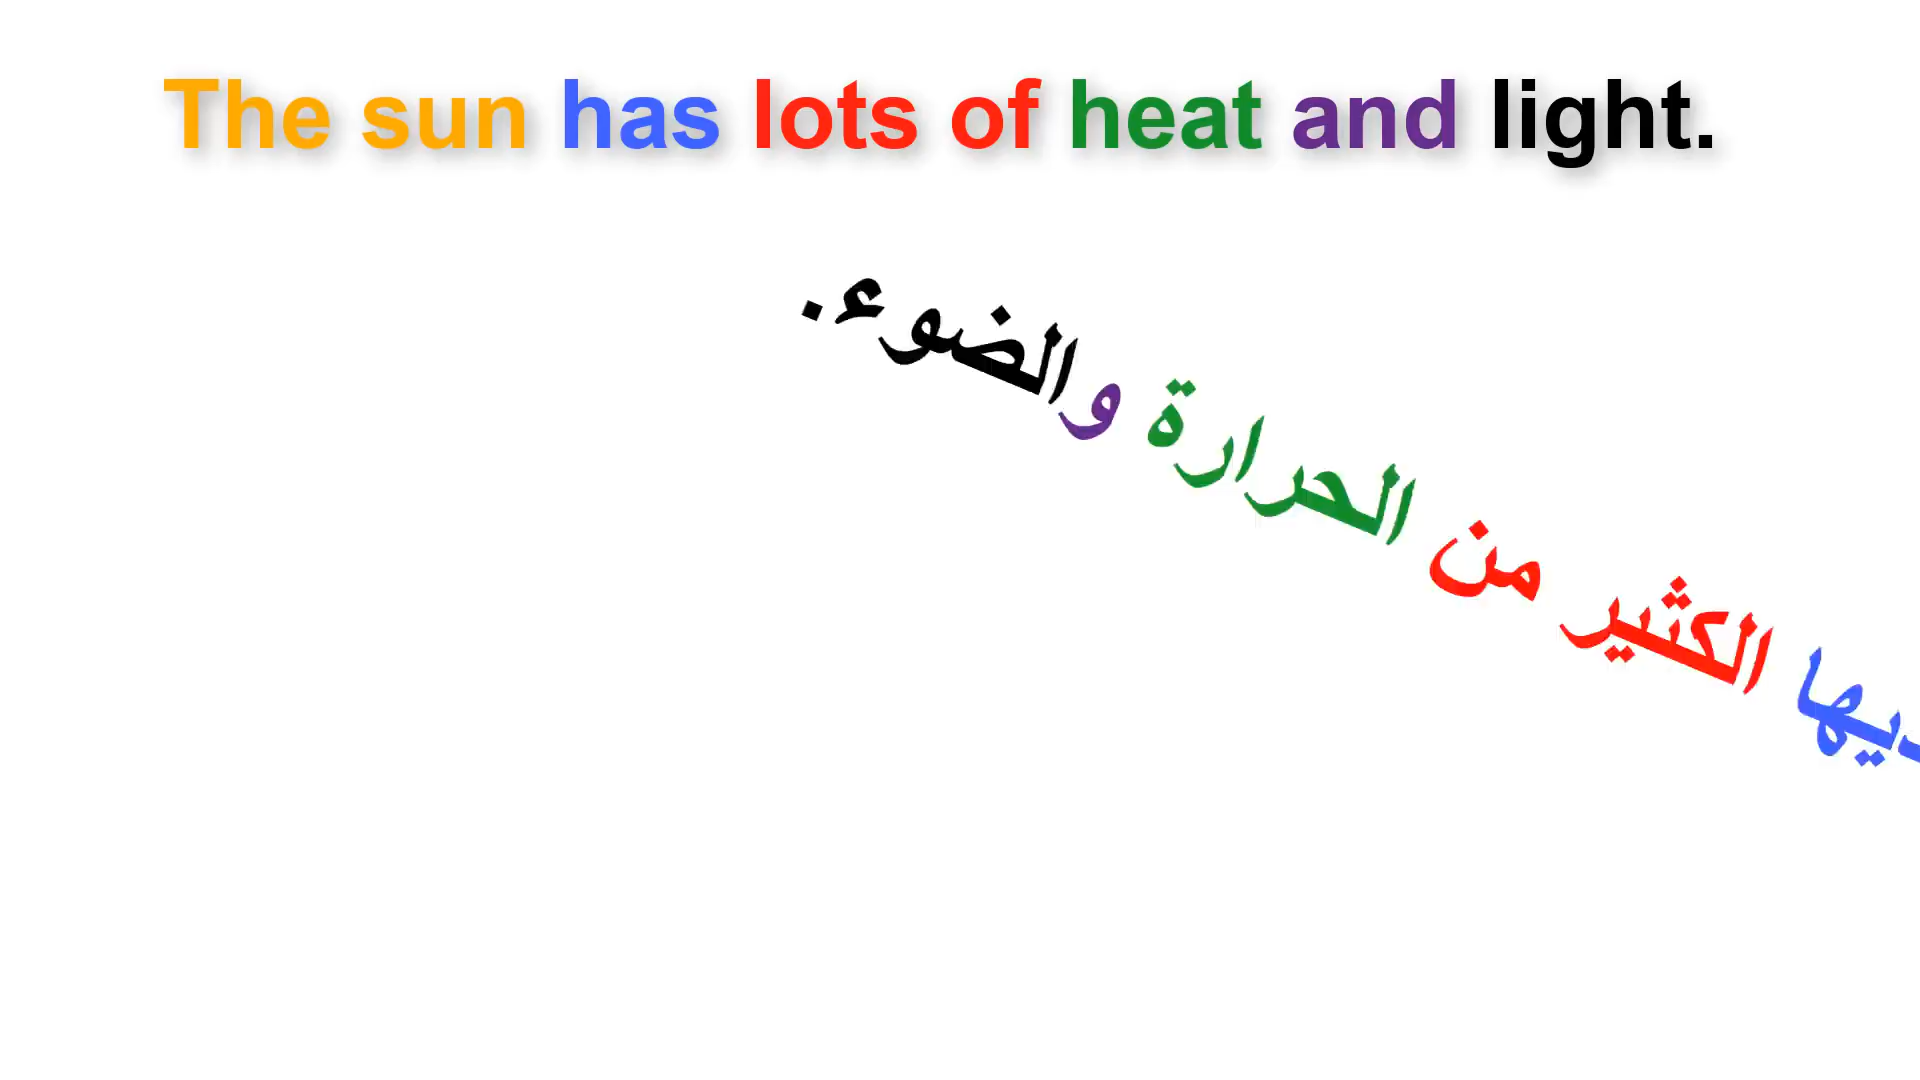 The sun has lots of heat and light.
الكثير من الحرارة والضوء.